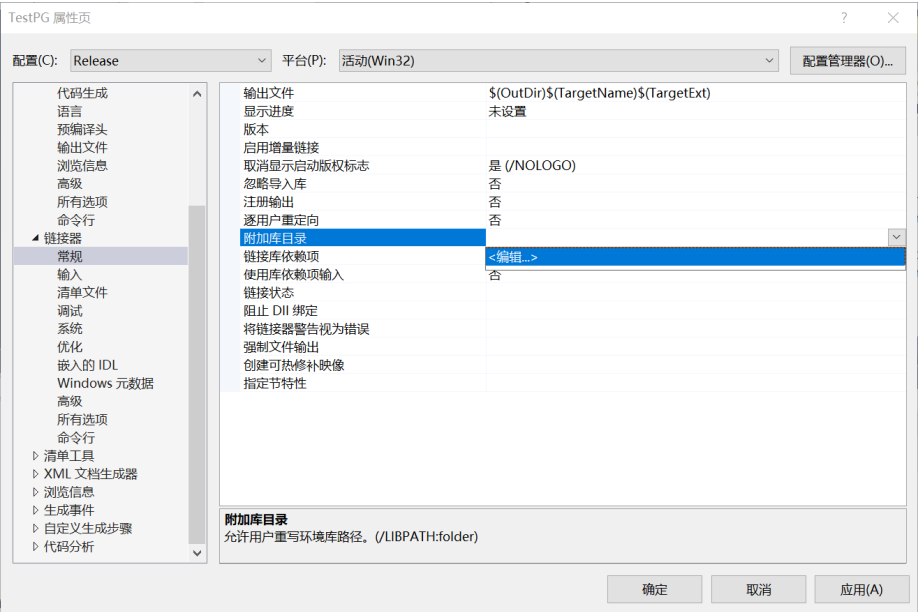 TestPG 属性页
配置(C): Release 平台(P): 活动(Win32) 配置管理器(O)...
代码生成
语言
预编译头
输出文件
浏览信息
高级
所有选项
命令行
链接器
常规
输入
清单文件
调试
系统
优化
嵌入的 IDL
Windows 元数据
高级
所有选项
命令行
清单工具
XML 文档生成器
浏览信息
生成事件
自定义生成步骤
代码分析
输出文件 $(OutDir)$(TargetName)$(TargetExt)
显示进度 未设置
版本
启用增量链接
取消显示启动版权标志 是 (/NOLOGO)
忽略导入库 否
注册输出 否
逐用户重定向 否
附加库目录
链接库依赖项 <编辑...>
使用库依赖项输入 否
链接状态
阻止 Dll 绑定
将链接器警告视为错误
强制文件输出
创建可热修补映像
指定节特性
附加库目录
允许用户重写环境库路径。(/LIBPATH:folder)
确定 取消 应用(A)